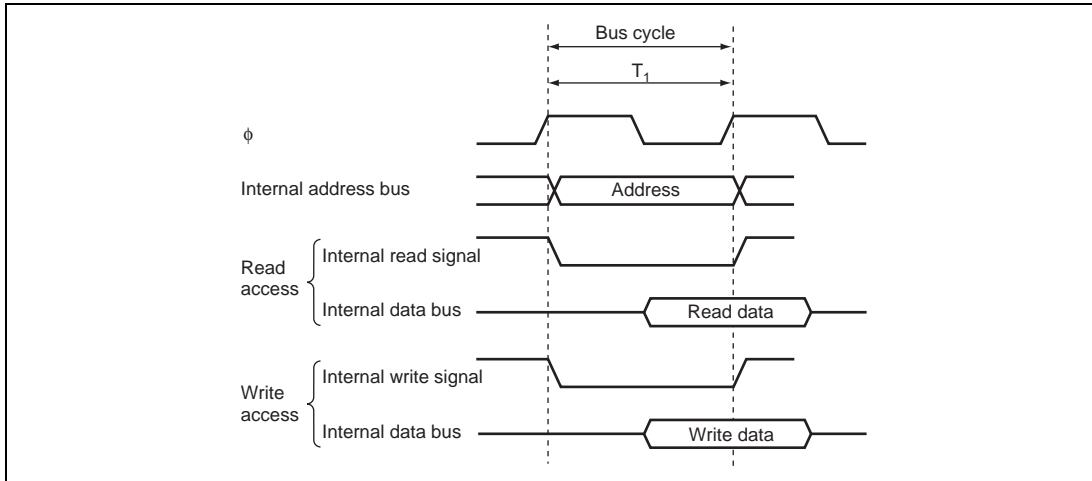 Bus cycle
T₁
ϕ
Internal address bus
Address
Read
access
Internal read signal
Internal data bus
Read data
Write
access
Internal write signal
Internal data bus
Write data